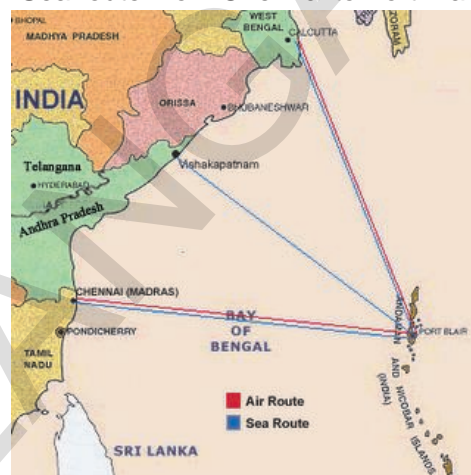 BHOPAL
MADHYA PRADESH
WEST
BENGAL
CALCUTTA
INDIA
ORISSA
BHUBANESHWAR
Vishakapatnam
Telangana
HYDERABAD
Andhra Pradesh
CHENNAI (MADRAS)
BAY
OF
BENGAL
PORT BLAIR
ANDAMAN AND NICOBAR ISLANDS
(INDIA)
PONDICHERRY
TAMIL
NADU
Air Route
Sea Route
SRI LANKA